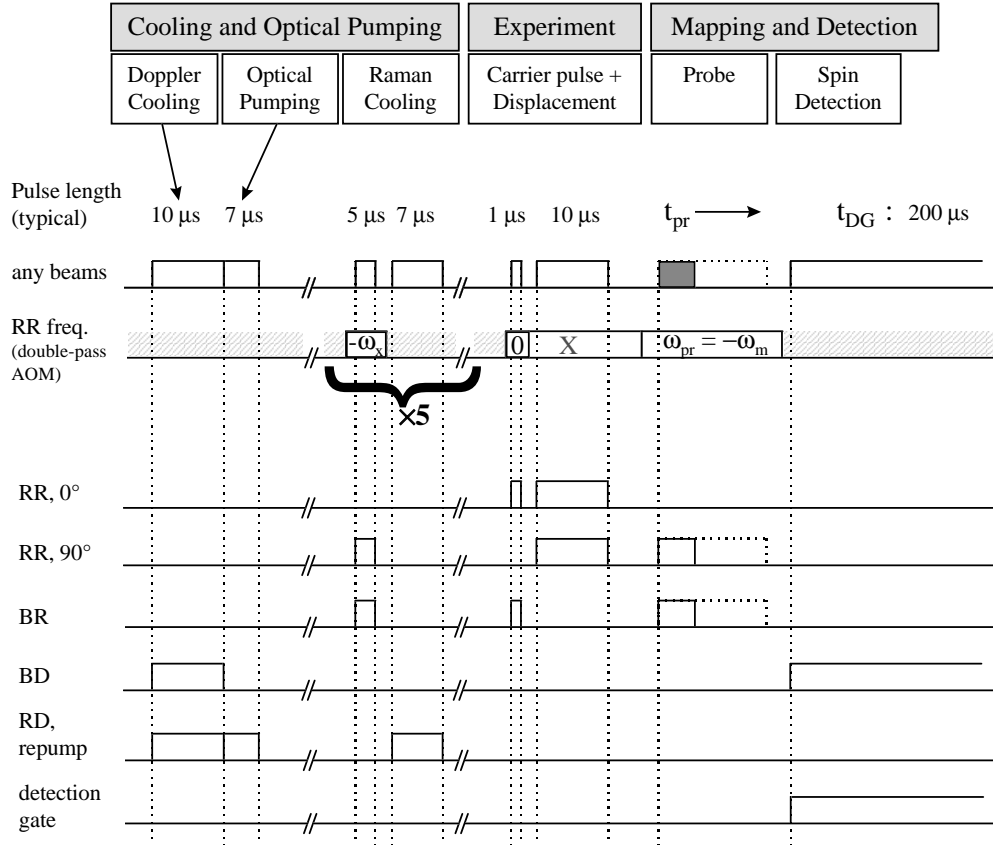 Cooling and Optical Pumping
Experiment
Mapping and Detection
Doppler
Cooling
Optical
Pumping
Raman
Cooling
Carrier pulse +
Displacement
Probe
Spin
Detection
Pulse length
(typical)
10 μs
7 μs
5 μs
7 μs
1 μs
10 μs
t_pr
t_DG : 200 μs
any beams
RR freq.
(double-pass
AOM)
-ω_x
0
X
ω_pr = −ω_m
×5
RR, 0°
RR, 90°
BR
BD
RD,
repump
detection
gate